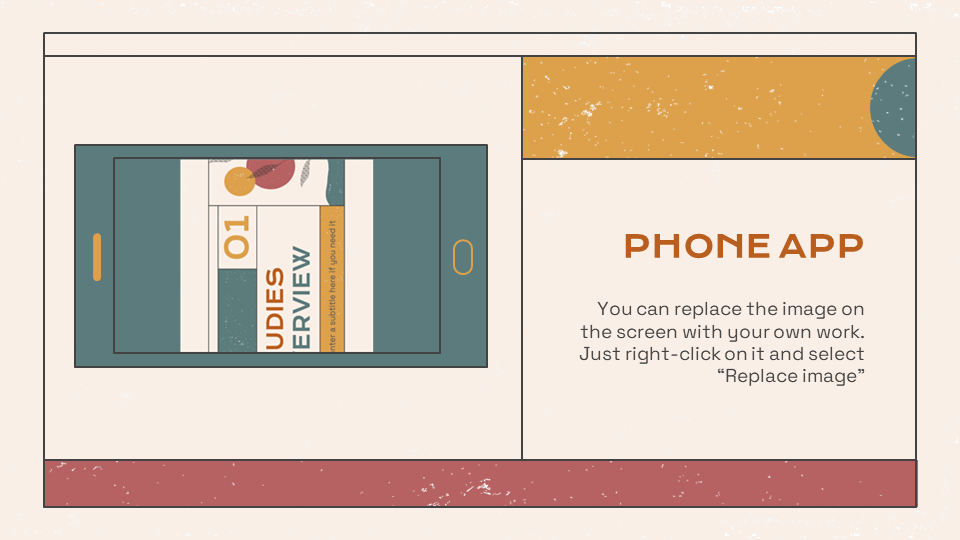 01
UDIES
ERVIEW
nter a subtitle here if you need it
PHONE APP
You can replace the image on
the screen with your own work.
Just right-click on it and select
“Replace image”